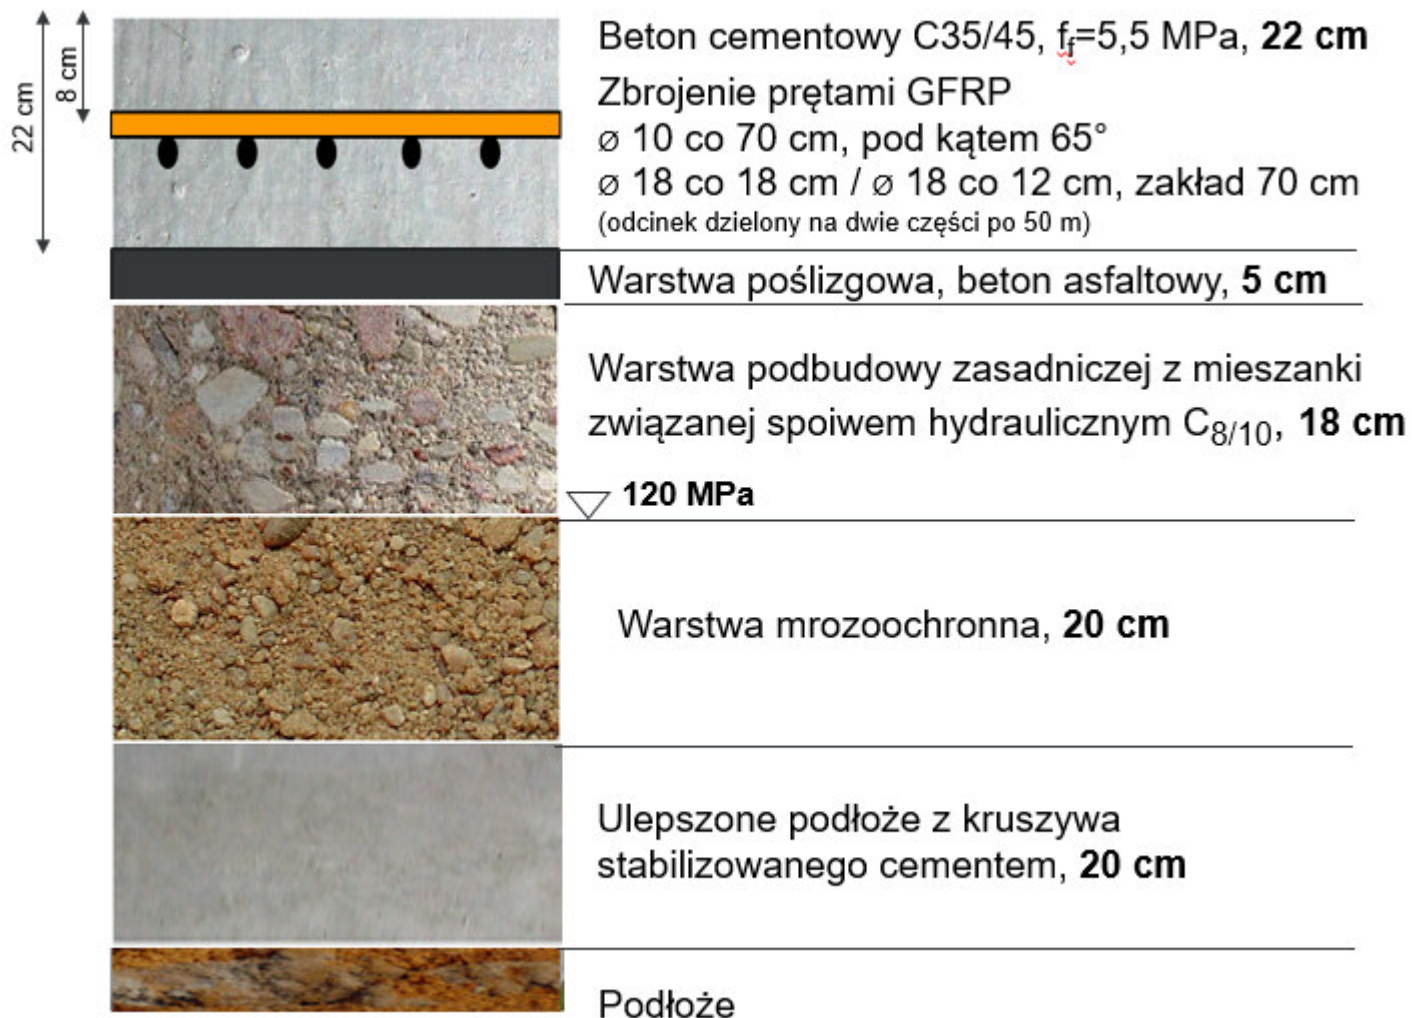 22 cm
8 cm
Beton cementowy C35/45, ff=5,5 MPa, 22 cm
Zbrojenie prętami GFRP
ø 10 co 70 cm, pod kątem 65°
ø 18 co 18 cm / ø 18 co 12 cm, zakład 70 cm
(odcinek dzielony na dwie części po 50 m)
Warstwa poślizgowa, beton asfaltowy, 5 cm
Warstwa podbudowy zasadniczej z mieszanki
związanej spoiwem hydraulicznym C8/10, 18 cm
120 MPa
Warstwa mrozoochronna, 20 cm
Ulepszone podłoże z kruszywa
stabilizowanego cementem, 20 cm
Podłoże